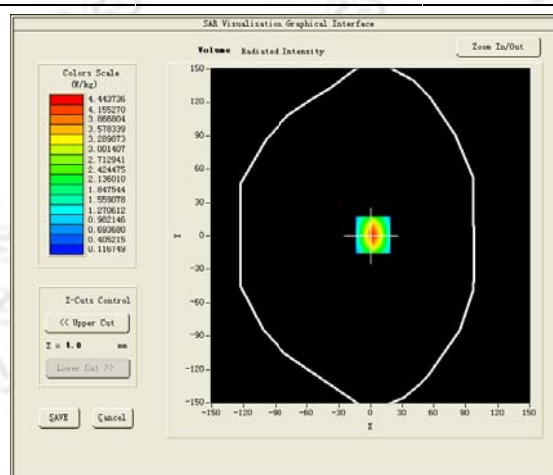 SAR Visualisation Graphical Interface
Volume Radiated Intensity
Zoom In/Out
Colors Scale
(W/kg)
4.443736
4.155270
3.866804
3.578339
3.289873
3.001407
2.712941
2.424475
2.136010
1.847544
1.559078
1.270612
0.982146
0.693680
0.405215
0.116749
Z-Cuts Control
<< Upper Cut
Z = 4.0 mm
Lower Cut >>
SAVE
Cancel
150
120
90
60
30
0
-30
-60
-90
-120
-150
Y
-150 -120 -90 -60 -30 0 30 60 90 120 150
X